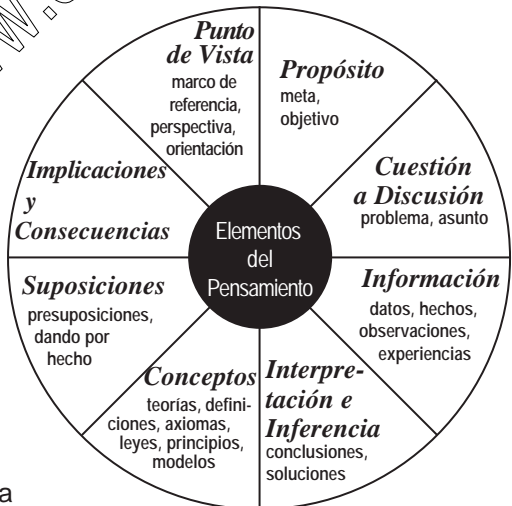 Punto
de Vista
marco de
referencia,
perspectiva,
orientación
Propósito
meta,
objetivo
Cuestión
a Discusión
problema, asunto
Información
datos, hechos,
observaciones,
experiencias
Interpre-
tación e
Inferencia
conclusiones,
soluciones
Conceptos
teorías, defini-
ciones, axiomas,
leyes, principios,
modelos
Suposiciones
presuposiciones,
dando por
hecho
Implicaciones
y
Consecuencias
Elementos
del
Pensamiento
a